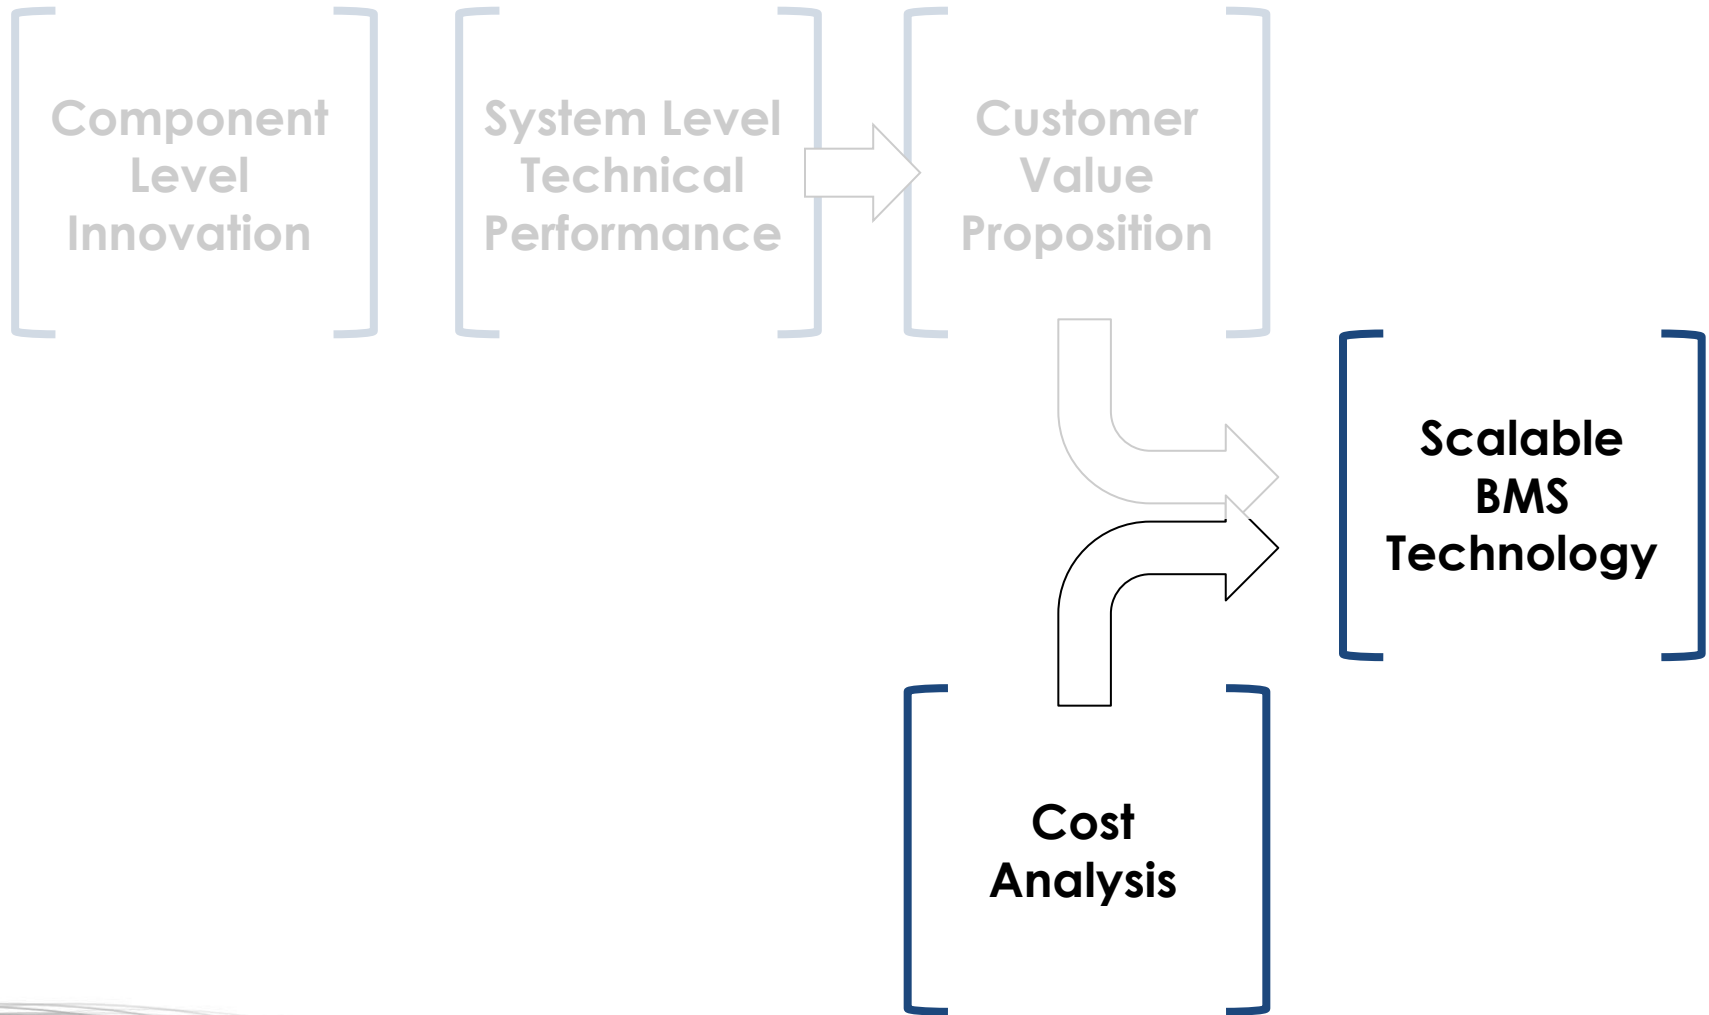 Component
Level
Innovation
System Level
Technical
Performance
Customer
Value
Proposition
Scalable
BMS
Technology
Cost
Analysis